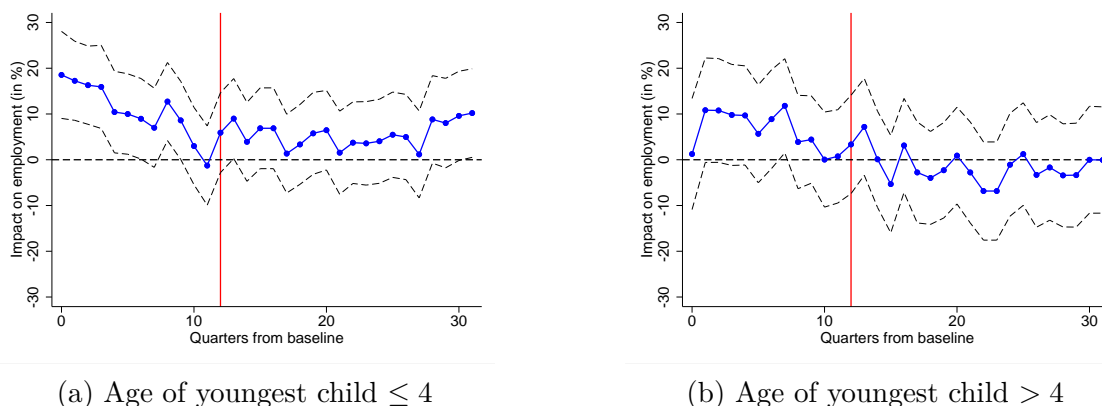 Impact on employment (in %)
30
20
10
0
-10
-20
-30
0 10 20 30
Quarters from baseline
(a) Age of youngest child ≤ 4
Impact on employment (in %)
30
20
10
0
-10
-20
-30
0 10 20 30
Quarters from baseline
(b) Age of youngest child > 4